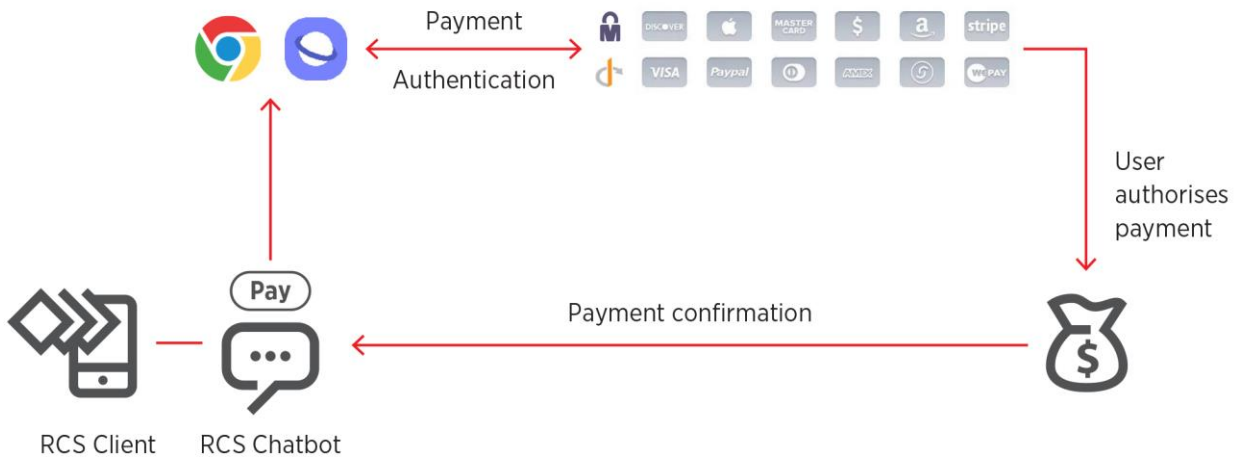 Payment
Authentication
DISCOVER
MASTER CARD
$
a
stripe
VISA
Paypal
AMEX
WCPAY
User
authorises
payment
Pay
Payment confirmation
$
RCS Client
RCS Chatbot